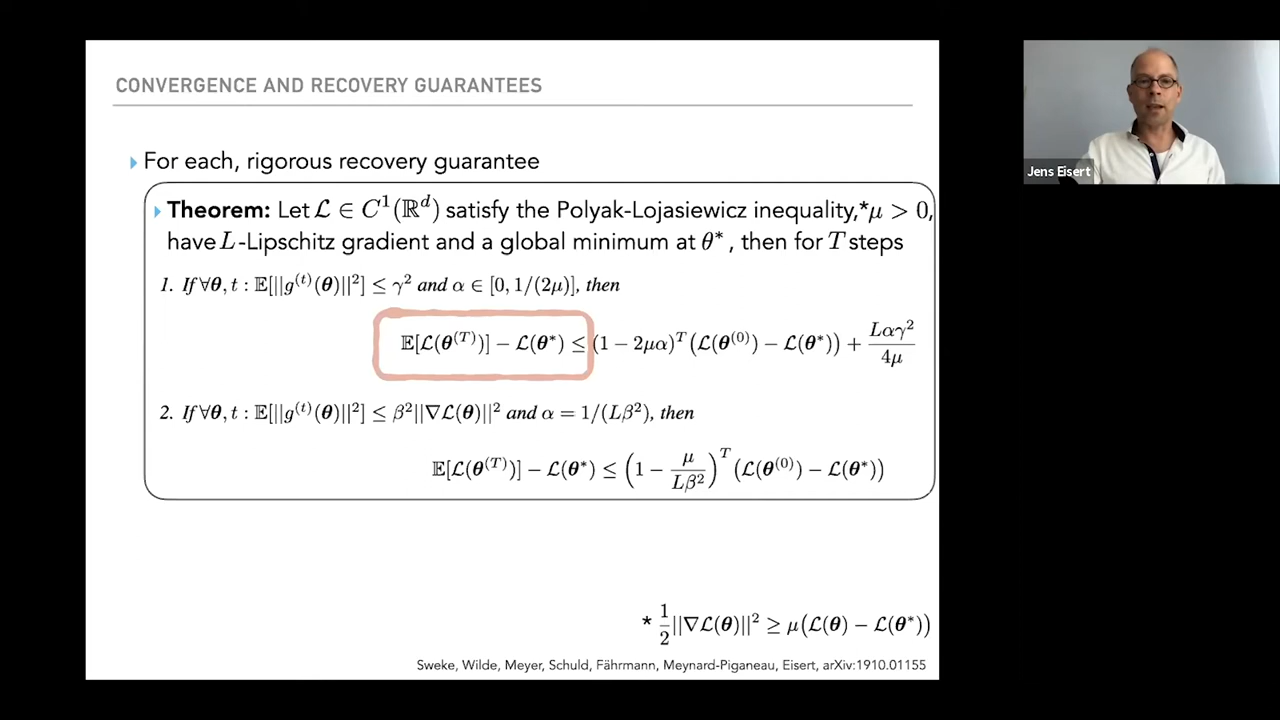 CONVERGENCE AND RECOVERY GUARANTEES
For each, rigorous recovery guarantee
Theorem: Let ℒ ∈ C¹(ℝᵈ) satisfy the Polyak-Lojasiewicz inequality,*μ > 0,
have L-Lipschitz gradient and a global minimum at θ*, then for T steps
1. If ∀θ, t : 𝔼[||g⁽ᵗ⁾(θ)||²] ≤ γ² and α ∈ [0, 1/(2μ)], then
𝔼[ℒ(θ⁽ᵀ⁾)] − ℒ(θ*) ≤ (1 − 2μα)ᵀ(ℒ(θ⁽⁰⁾) − ℒ(θ*)) + Lαγ²/4μ
2. If ∀θ, t : 𝔼[||g⁽ᵗ⁾(θ)||²] ≤ β²||∇ℒ(θ)||² and α = 1/(Lβ²), then
𝔼[ℒ(θ⁽ᵀ⁾)] − ℒ(θ*) ≤ (1 − μ/Lβ²)ᵀ(ℒ(θ⁽⁰⁾) − ℒ(θ*))
* 1/2||∇ℒ(θ)||² ≥ μ(ℒ(θ) − ℒ(θ*))
Sweke, Wilde, Meyer, Schuld, Fährmann, Meynard-Piganeau, Eisert, arXiv:1910.01155
Jens Eisert